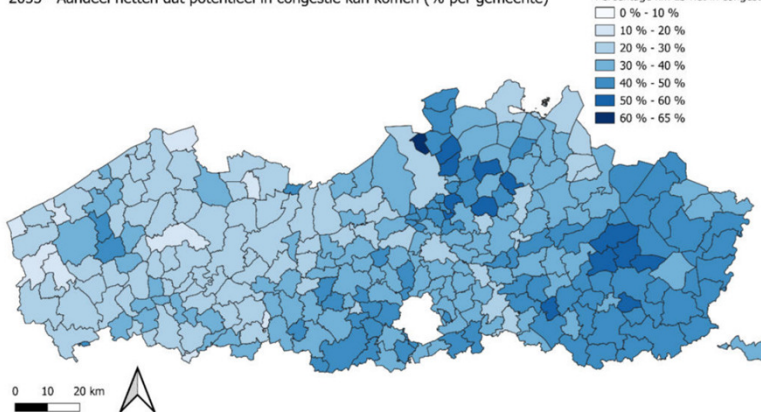 2035 - Aandeel netten dat potentieel in congestie kan komen (% per gemeente)
0 % - 10 %
10 % - 20 %
20 % - 30 %
30 % - 40 %
40 % - 50 %
50 % - 60 %
60 % - 65 %
0 10 20 km